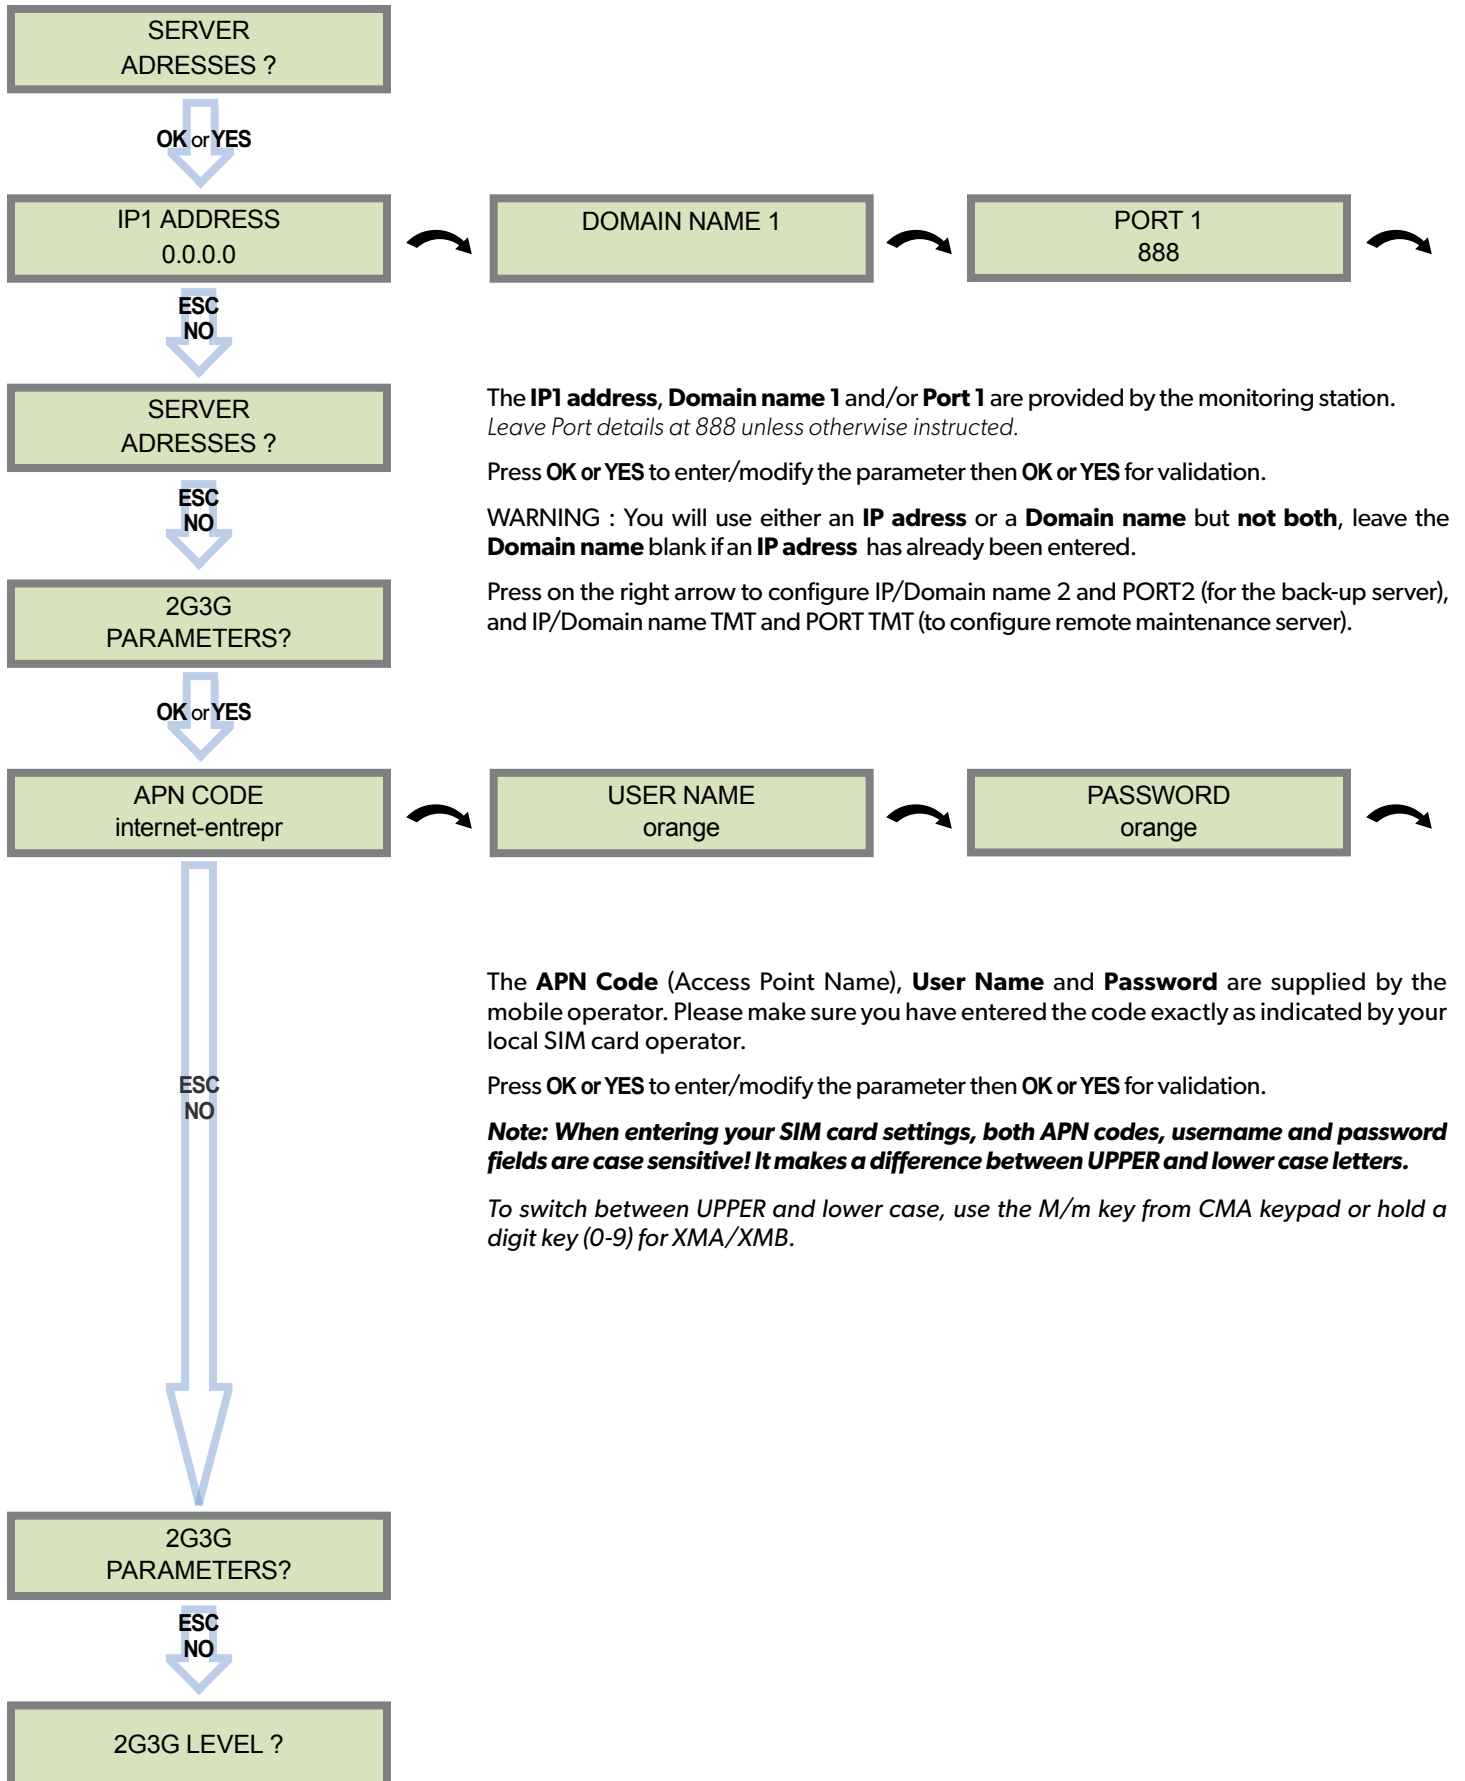 SERVER
ADRESSES ?
OK or YES
IP1 ADDRESS
0.0.0.0
DOMAIN NAME 1
PORT 1
888
ESC
NO
SERVER
ADRESSES ?
The IP1 address, Domain name 1 and/or Port 1 are provided by the monitoring station.
Leave Port details at 888 unless otherwise instructed.
Press OK or YES to enter/modify the parameter then OK or YES for validation.
WARNING : You will use either an IP adress or a Domain name but not both, leave the
Domain name blank if an IP adress has already been entered.
Press on the right arrow to configure IP/Domain name 2 and PORT2 (for the back-up server),
and IP/Domain name TMT and PORT TMT (to configure remote maintenance server).
ESC
NO
2G3G
PARAMETERS?
OK or YES
APN CODE
internet-entrepr
USER NAME
orange
PASSWORD
orange
The APN Code (Access Point Name), User Name and Password are supplied by the
mobile operator. Please make sure you have entered the code exactly as indicated by your
local SIM card operator.
Press OK or YES to enter/modify the parameter then OK or YES for validation.
Note: When entering your SIM card settings, both APN codes, username and password
fields are case sensitive! It makes a difference between UPPER and lower case letters.
To switch between UPPER and lower case, use the M/m key from CMA keypad or hold a
digit key (0-9) for XMA/XMB.
ESC
NO
2G3G
PARAMETERS?
ESC
NO
2G3G LEVEL ?